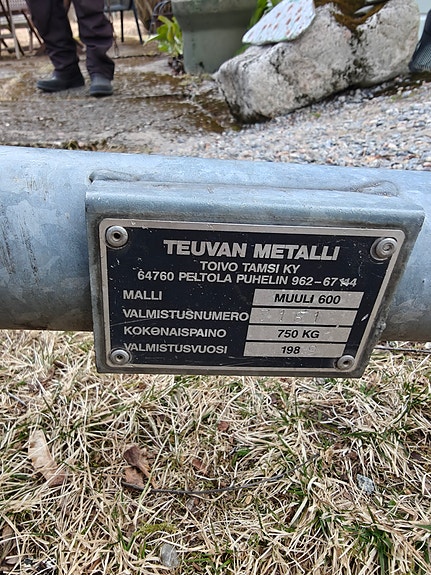 TEUVAN METALLI
TOIVO TAMSI KY
64760 PELTOLA PUHELIN 962-67144
MALLI MUULI 600
VALMISTUSNUMERO
KOKONAISPAINO 750 KG
VALMISTUSVUOSI 198